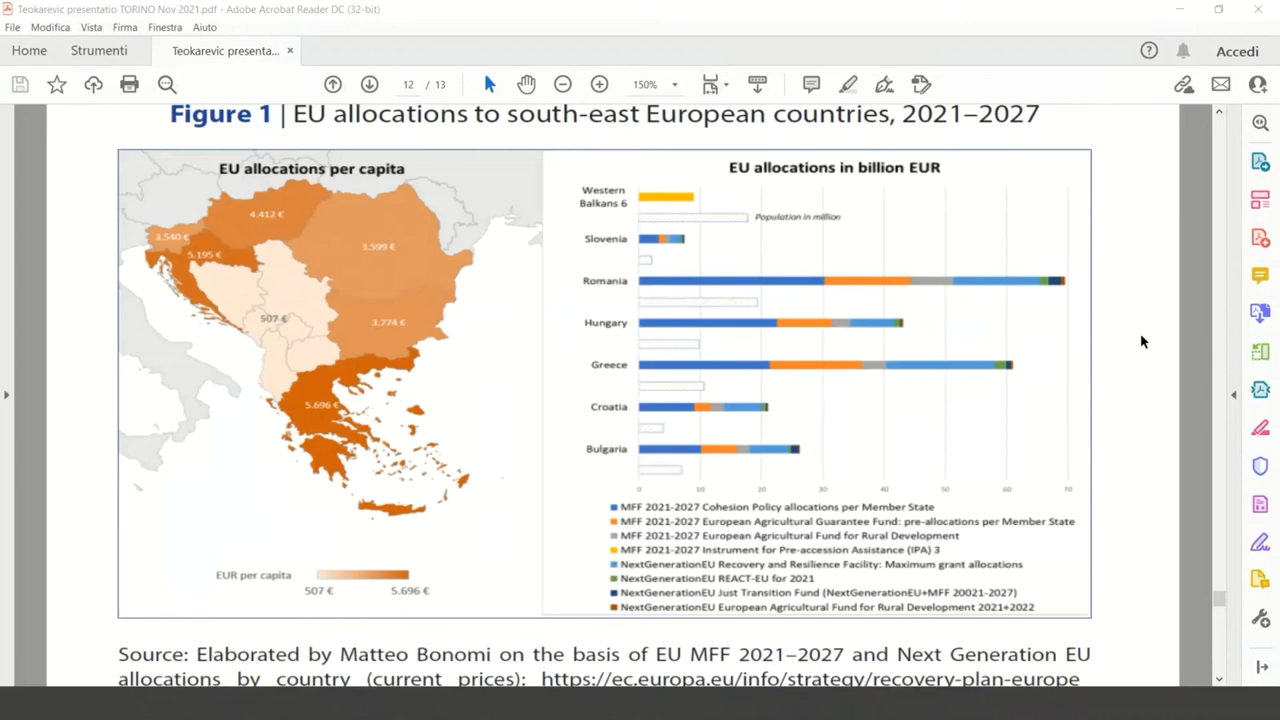 Teokarevic presentatio TORINO Nov 2021.pdf - Adobe Acrobat Reader DC (32-bit)
File Modifica Vista Firma Finestra Aiuto
Home Strumenti Teokarevic presenta... × Accedi
12 / 13 150%
Figure 1 | EU allocations to south-east European countries, 2021–2027
EU allocations per capita
4.412 €
3.540 €
5.195 €
3.599 €
507 €
3.774 €
5.696 €
EUR per capita
507 € 5.696 €
EU allocations in billion EUR
Western
Balkans 6
Population in million
Slovenia
Romania
Hungary
Greece
Croatia
Bulgaria
0 10 20 30 40 50 60 70
MFF 2021-2027 Cohesion Policy allocations per Member State
MFF 2021-2027 European Agricultural Guarantee Fund: pre-allocations per Member State
MFF 2021-2027 European Agricultural Fund for Rural Development
MFF 2021-2027 Instrument for Pre-accession Assistance (IPA) 3
NextGenerationEU Recovery and Resilience Facility: Maximum grant allocations
NextGenerationEU REACT-EU for 2021
NextGenerationEU Just Transition Fund (NextGenerationEU+MFF 20021-2027)
NextGenerationEU European Agricultural Fund for Rural Development 2021+2022
Source: Elaborated by Matteo Bonomi on the basis of EU MFF 2021–2027 and Next Generation EU
allocations by country (current prices): https://ec.europa.eu/info/strategy/recovery-plan-europe